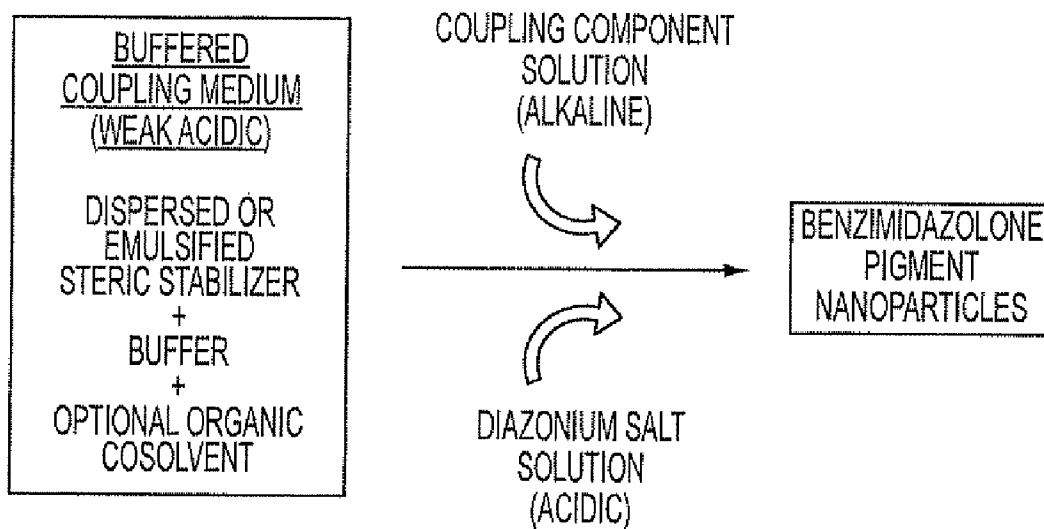 BUFFERED
COUPLING MEDIUM
(WEAK ACIDIC)
DISPERSED OR
EMULSIFIED
STERIC STABILIZER
+
BUFFER
+
OPTIONAL ORGANIC
COSOLVENT
COUPLING COMPONENT
SOLUTION
(ALKALINE)
DIAZONIUM SALT
SOLUTION
(ACIDIC)
BENZIMIDAZOLONE
PIGMENT
NANOPARTICLES